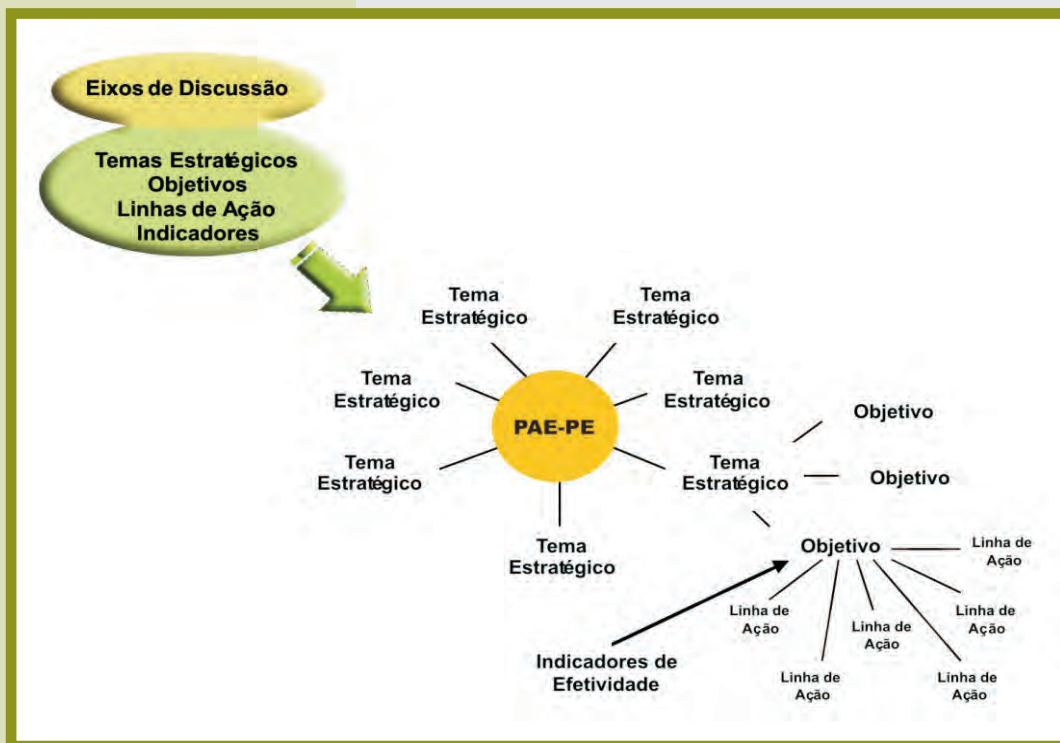 Eixos de Discussão
Temas Estratégicos
Objetivos
Linhas de Ação
Indicadores
Tema
Estratégico
Tema
Estratégico
Tema
Estratégico
Tema
Estratégico
PAE-PE
Objetivo
Tema
Estratégico
Tema
Estratégico
Objetivo
Tema
Estratégico
Objetivo
Linha de
Ação
Linha de
Ação
Linha de
Ação
Linha de
Ação
Indicadores de
Efetividade
Linha de
Ação
Linha de
Ação